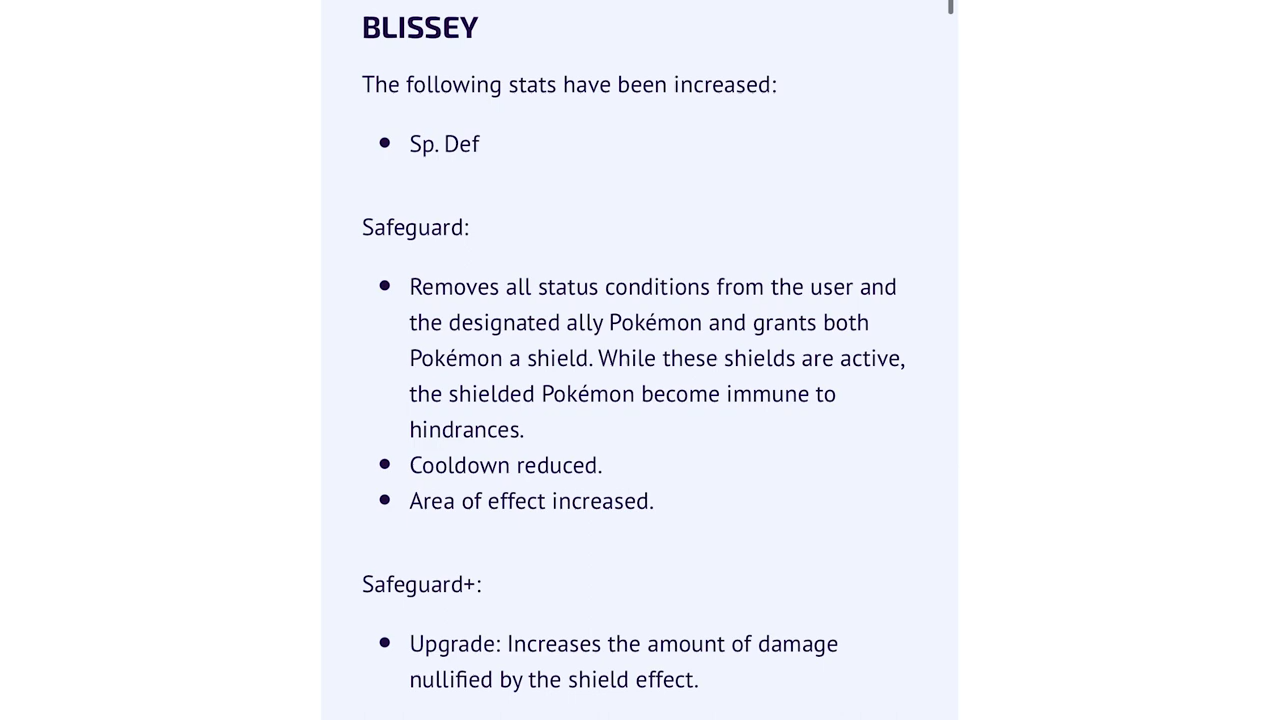 BLISSEY
The following stats have been increased:
• Sp. Def
Safeguard:
• Removes all status conditions from the user and
the designated ally Pokémon and grants both
Pokémon a shield. While these shields are active,
the shielded Pokémon become immune to
hindrances.
• Cooldown reduced.
• Area of effect increased.
Safeguard+:
• Upgrade: Increases the amount of damage
nullified by the shield effect.